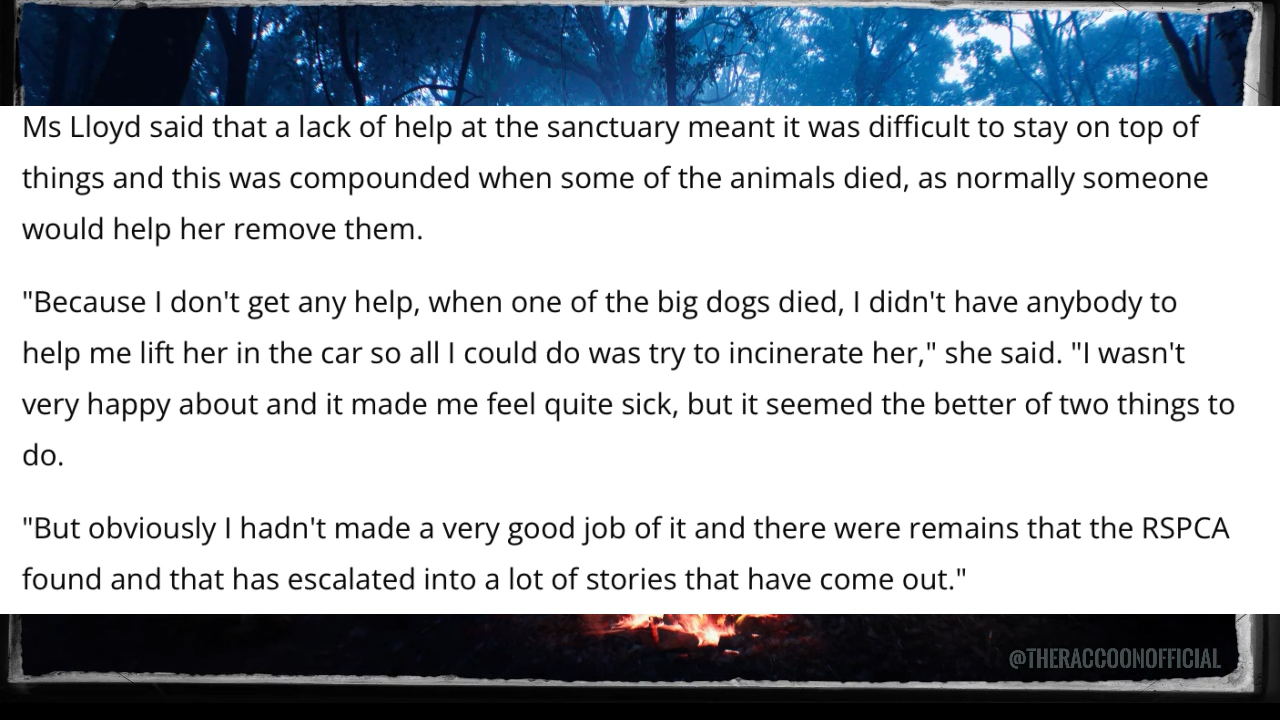 Ms Lloyd said that a lack of help at the sanctuary meant it was difficult to stay on top of
things and this was compounded when some of the animals died, as normally someone
would help her remove them.
"Because I don't get any help, when one of the big dogs died, I didn't have anybody to
help me lift her in the car so all I could do was try to incinerate her," she said. "I wasn't
very happy about and it made me feel quite sick, but it seemed the better of two things to
do.
"But obviously I hadn't made a very good job of it and there were remains that the RSPCA
found and that has escalated into a lot of stories that have come out."
@THERACCOONOFFICIAL